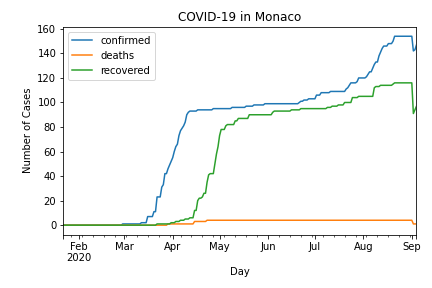 COVID-19 in Monaco
160
140
120
100
80
60
40
20
0
Number of Cases
confirmed
deaths
recovered
Feb Mar Apr May Jun Jul Aug Sep
2020
Day